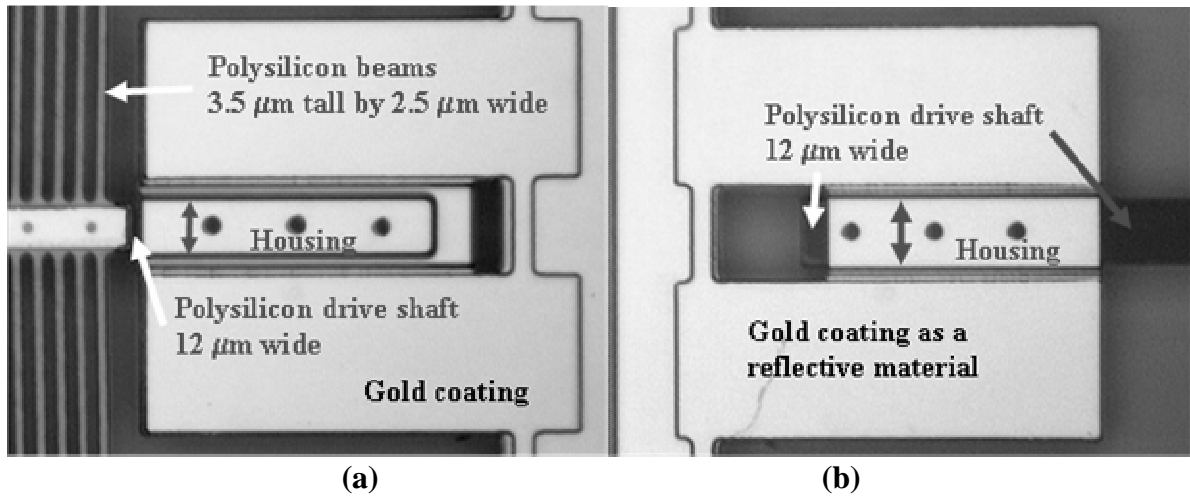 Polysilicon beams
3.5 μm tall by 2.5 μm wide
Housing
Polysilicon drive shaft
12 μm wide
Gold coating
(a)
Polysilicon drive shaft
12 μm wide
Housing
Gold coating as a
reflective material
(b)